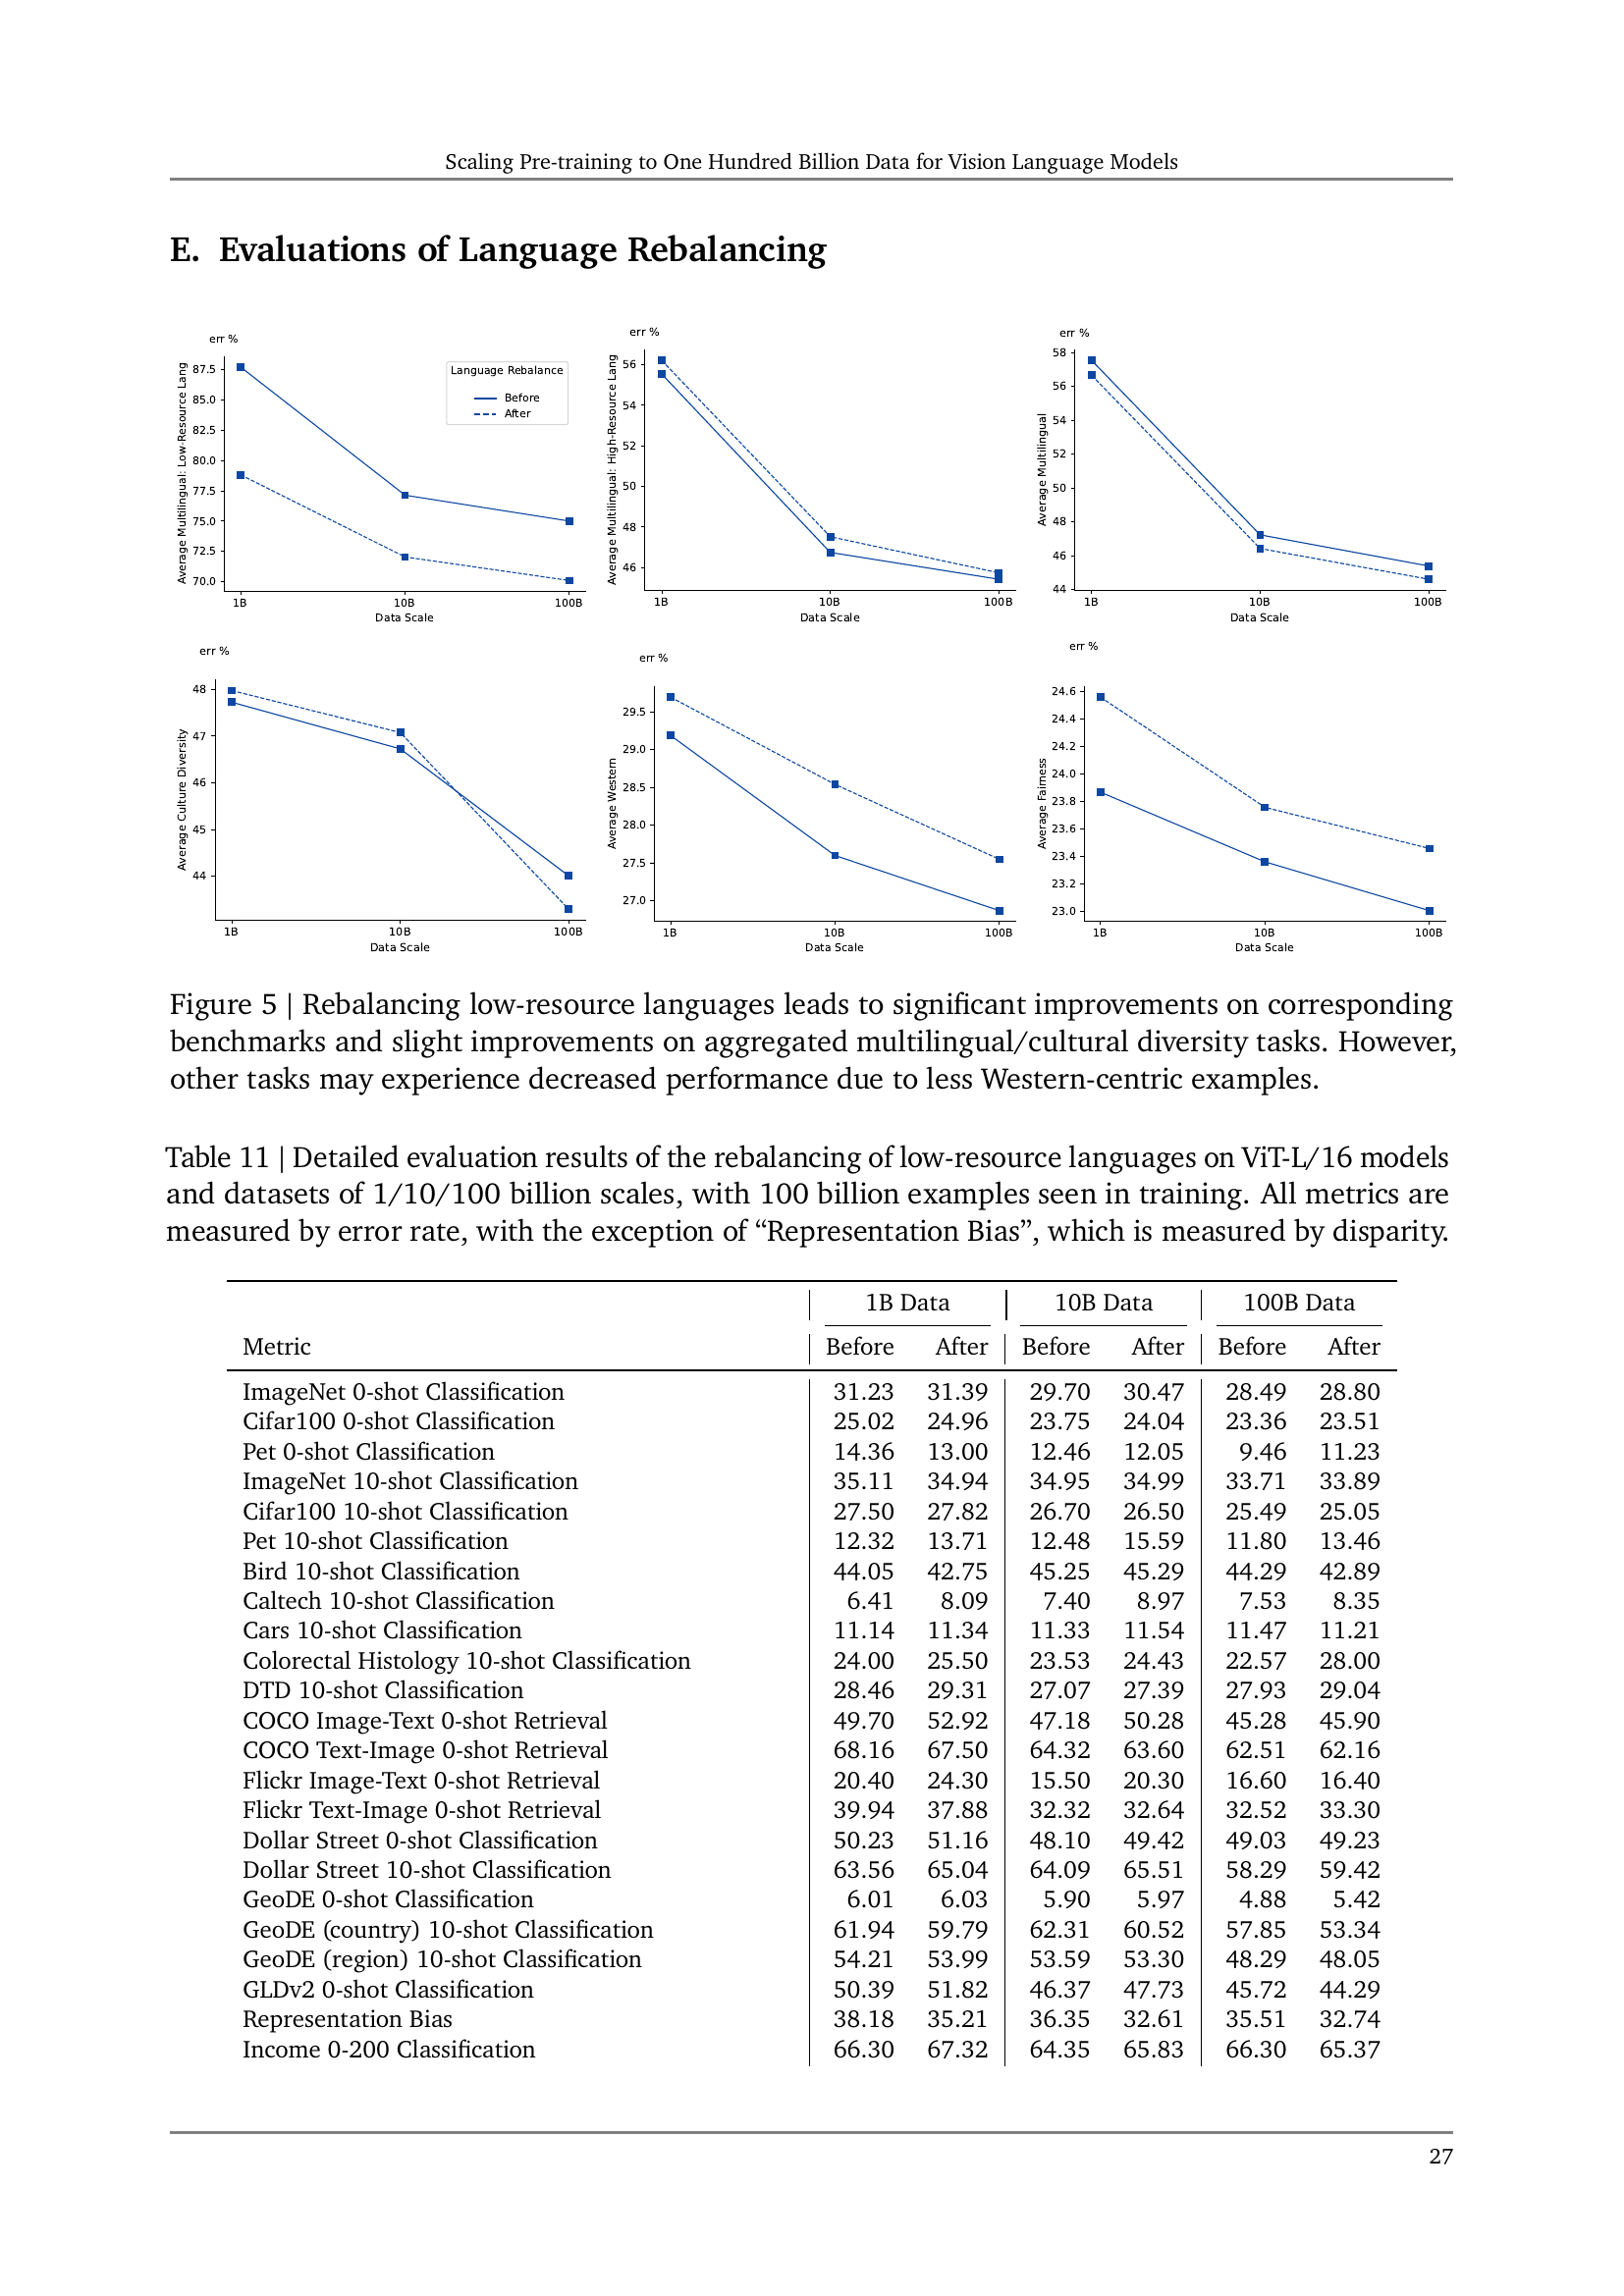 Scaling Pre-training to One Hundred Billion Data for Vision Language Models
E. Evaluations of Language Rebalancing
err %
Average Multilingual: Low-Resource Lang
87.5
85.0
82.5
80.0
77.5
75.0
72.5
70.0
1B 10B 100B
Data Scale
Language Rebalance
Before
After
err %
Average Multilingual: High-Resource Lang
56
54
52
50
48
46
1B 10B 100B
Data Scale
err %
Average Multilingual
58
56
54
52
50
48
46
44
1B 10B 100B
Data Scale
err %
Average Culture Diversity
48
47
46
45
44
1B 10B 100B
Data Scale
err %
Average Western
29.5
29.0
28.5
28.0
27.5
27.0
1B 10B 100B
Data Scale
err %
Average Fairness
24.6
24.4
24.2
24.0
23.8
23.6
23.4
23.2
23.0
1B 10B 100B
Data Scale
Figure 5 | Rebalancing low-resource languages leads to significant improvements on corresponding
benchmarks and slight improvements on aggregated multilingual/cultural diversity tasks. However,
other tasks may experience decreased performance due to less Western-centric examples.
Table 11 | Detailed evaluation results of the rebalancing of low-resource languages on ViT-L/16 models
and datasets of 1/10/100 billion scales, with 100 billion examples seen in training. All metrics are
measured by error rate, with the exception of “Representation Bias”, which is measured by disparity.
1B Data 10B Data 100B Data
Metric Before After Before After Before After
ImageNet 0-shot Classification 31.23 31.39 29.70 30.47 28.49 28.80
Cifar100 0-shot Classification 25.02 24.96 23.75 24.04 23.36 23.51
Pet 0-shot Classification 14.36 13.00 12.46 12.05 9.46 11.23
ImageNet 10-shot Classification 35.11 34.94 34.95 34.99 33.71 33.89
Cifar100 10-shot Classification 27.50 27.82 26.70 26.50 25.49 25.05
Pet 10-shot Classification 12.32 13.71 12.48 15.59 11.80 13.46
Bird 10-shot Classification 44.05 42.75 45.25 45.29 44.29 42.89
Caltech 10-shot Classification 6.41 8.09 7.40 8.97 7.53 8.35
Cars 10-shot Classification 11.14 11.34 11.33 11.54 11.47 11.21
Colorectal Histology 10-shot Classification 24.00 25.50 23.53 24.43 22.57 28.00
DTD 10-shot Classification 28.46 29.31 27.07 27.39 27.93 29.04
COCO Image-Text 0-shot Retrieval 49.70 52.92 47.18 50.28 45.28 45.90
COCO Text-Image 0-shot Retrieval 68.16 67.50 64.32 63.60 62.51 62.16
Flickr Image-Text 0-shot Retrieval 20.40 24.30 15.50 20.30 16.60 16.40
Flickr Text-Image 0-shot Retrieval 39.94 37.88 32.32 32.64 32.52 33.30
Dollar Street 0-shot Classification 50.23 51.16 48.10 49.42 49.03 49.23
Dollar Street 10-shot Classification 63.56 65.04 64.09 65.51 58.29 59.42
GeoDE 0-shot Classification 6.01 6.03 5.90 5.97 4.88 5.42
GeoDE (country) 10-shot Classification 61.94 59.79 62.31 60.52 57.85 53.34
GeoDE (region) 10-shot Classification 54.21 53.99 53.59 53.30 48.29 48.05
GLDv2 0-shot Classification 50.39 51.82 46.37 47.73 45.72 44.29
Representation Bias 38.18 35.21 36.35 32.61 35.51 32.74
Income 0-200 Classification 66.30 67.32 64.35 65.83 66.30 65.37
27